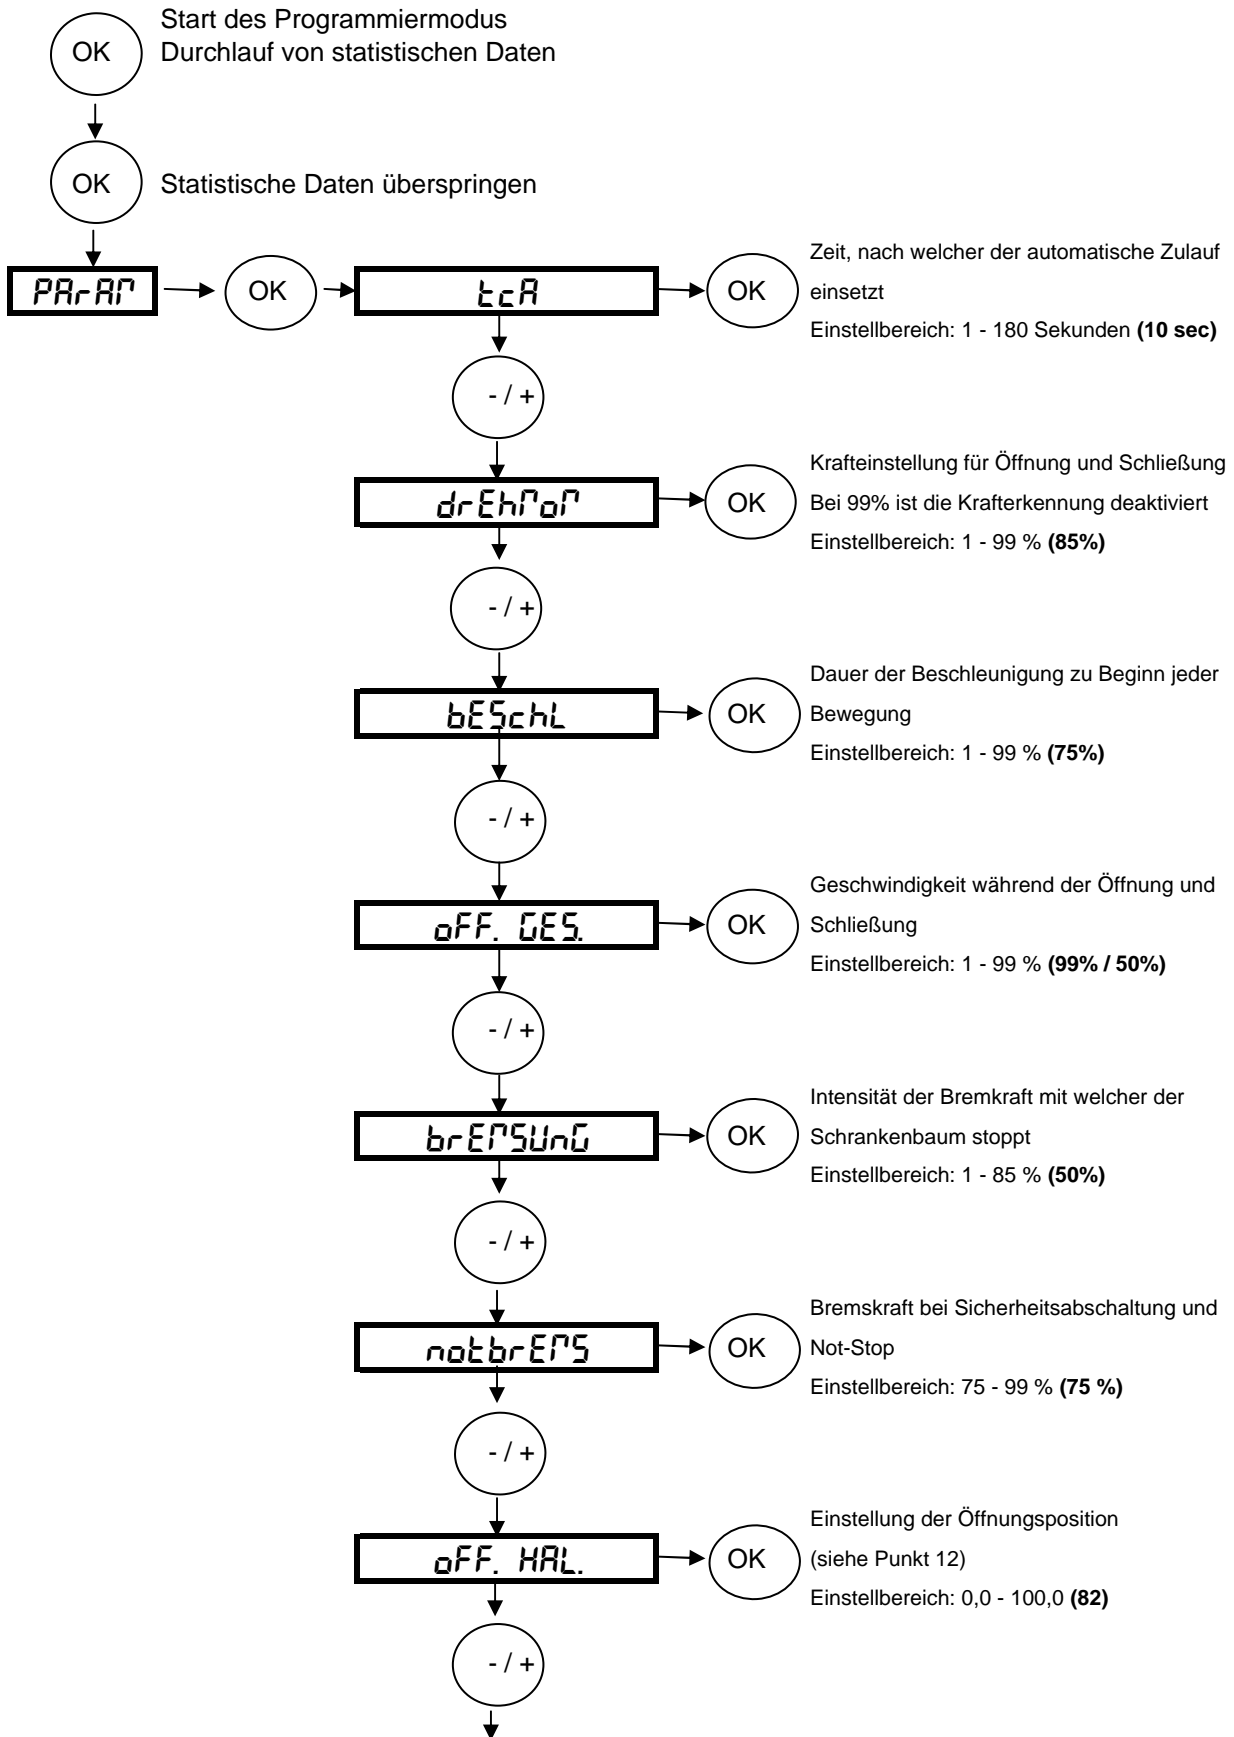 Start des Programmiermodus
OK Durchlauf von statistischen Daten
OK Statistische Daten überspringen
PArAM OK tcA OK
Zeit, nach welcher der automatische Zulauf
einsetzt
Einstellbereich: 1 - 180 Sekunden (10 sec)
- / +
drEhMoM OK
Krafteinstellung für Öffnung und Schließung
Bei 99% ist die Krafterkennung deaktiviert
Einstellbereich: 1 - 99 % (85%)
- / +
bESchL OK
Dauer der Beschleunigung zu Beginn jeder
Bewegung
Einstellbereich: 1 - 99 % (75%)
- / +
oFF. GES. OK
Geschwindigkeit während der Öffnung und
Schließung
Einstellbereich: 1 - 99 % (99% / 50%)
- / +
brEMSUnG OK
Intensität der Bremkraft mit welcher der
Schrankenbaum stoppt
Einstellbereich: 1 - 85 % (50%)
- / +
notbrEMS OK
Bremskraft bei Sicherheitsabschaltung und
Not-Stop
Einstellbereich: 75 - 99 % (75 %)
- / +
oFF. HAL. OK
Einstellung der Öffnungsposition
(siehe Punkt 12)
Einstellbereich: 0,0 - 100,0 (82)
- / +